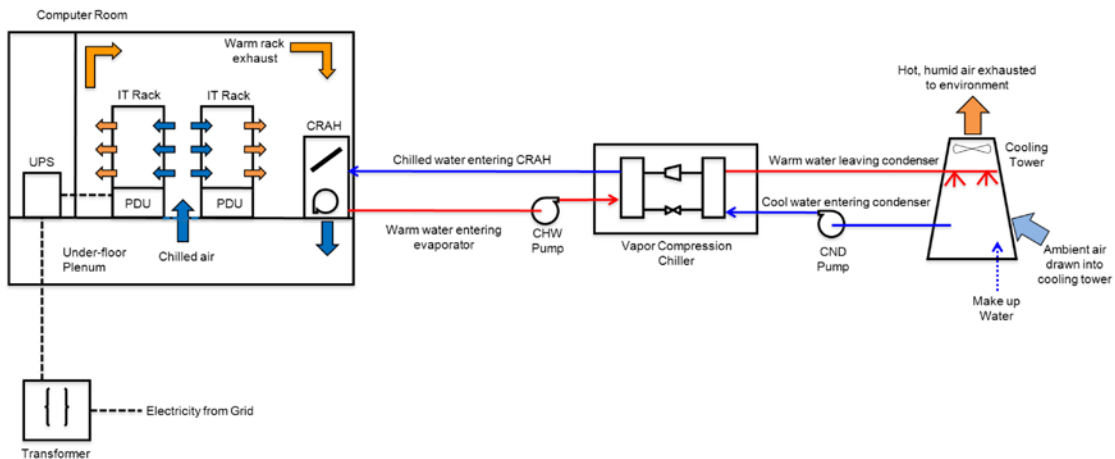 Computer Room
Warm rack
exhaust
IT Rack
IT Rack
CRAH
UPS
PDU
PDU
Under-floor
Plenum
Chilled air
Chilled water entering CRAH
Warm water entering
evaporator
CHW
Pump
Vapor Compression
Chiller
Warm water leaving condenser
Cool water entering condenser
CND
Pump
Hot, humid air exhausted
to environment
Cooling
Tower
Ambient air
drawn into
cooling tower
Make up
Water
Electricity from Grid
Transformer